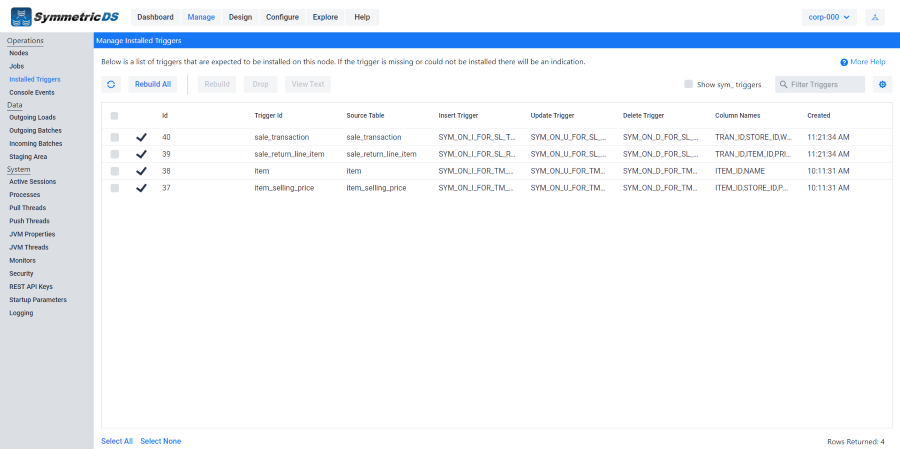 SymmetricDS Dashboard Manage Design Configure Explore Help corp-000
Operations
Nodes
Jobs
Installed Triggers
Console Events
Data
Outgoing Loads
Outgoing Batches
Incoming Batches
Staging Area
System
Active Sessions
Processes
Pull Threads
Push Threads
JVM Properties
JVM Threads
Monitors
Security
REST API Keys
Startup Parameters
Logging
Manage Installed Triggers
Below is a list of triggers that are expected to be installed on this node. If the trigger is missing or could not be installed there will be an indication.
More Help
Rebuild All Rebuild Drop View Text Show sym_ triggers Filter Triggers
Id Trigger Id Source Table Insert Trigger Update Trigger Delete Trigger Column Names Created
40 sale_transaction sale_transaction SYM_ON_I_FOR_SL_T... SYM_ON_U_FOR_SL_... SYM_ON_D_FOR_SL_... TRAN_ID,STORE_ID,W... 11:21:34 AM
39 sale_return_line_item sale_return_line_item SYM_ON_I_FOR_SL_R... SYM_ON_U_FOR_SL_... SYM_ON_D_FOR_SL_... TRAN_ID,ITEM_ID,PRI... 11:21:34 AM
38 item item SYM_ON_I_FOR_TM_... SYM_ON_U_FOR_TM... SYM_ON_D_FOR_TM... ITEM_ID,NAME 10:11:31 AM
37 item_selling_price item_selling_price SYM_ON_I_FOR_TM_... SYM_ON_U_FOR_TM... SYM_ON_D_FOR_TM... ITEM_ID,STORE_ID,P... 10:11:31 AM
Select All Select None Rows Returned: 4